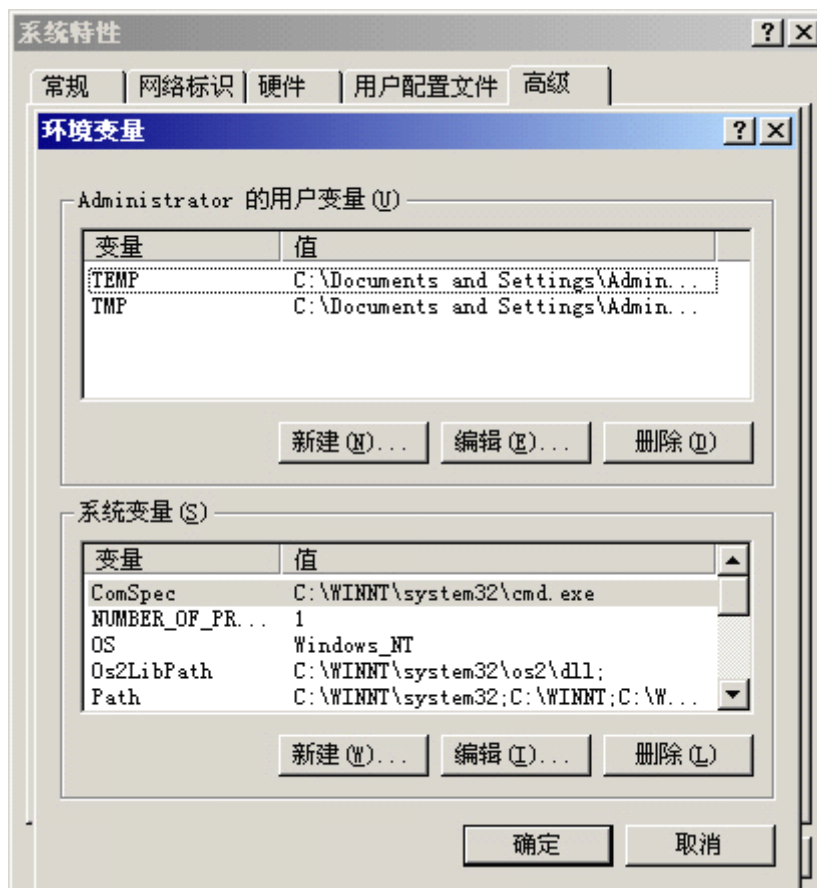 系统特性
常规 网络标识 硬件 用户配置文件 高级
环境变量
Administrator 的用户变量(U)
变量 值
TEMP C:\Documents and Settings\Admin...
TMP C:\Documents and Settings\Admin...
新建(N)... 编辑(E)... 删除(D)
系统变量(S)
变量 值
ComSpec C:\WINNT\system32\cmd.exe
NUMBER_OF_PR... 1
OS Windows_NT
Os2LibPath C:\WINNT\system32\os2\dll;
Path C:\WINNT\system32;C:\WINNT;C:\W...
新建(W)... 编辑(I)... 删除(L)
确定 取消